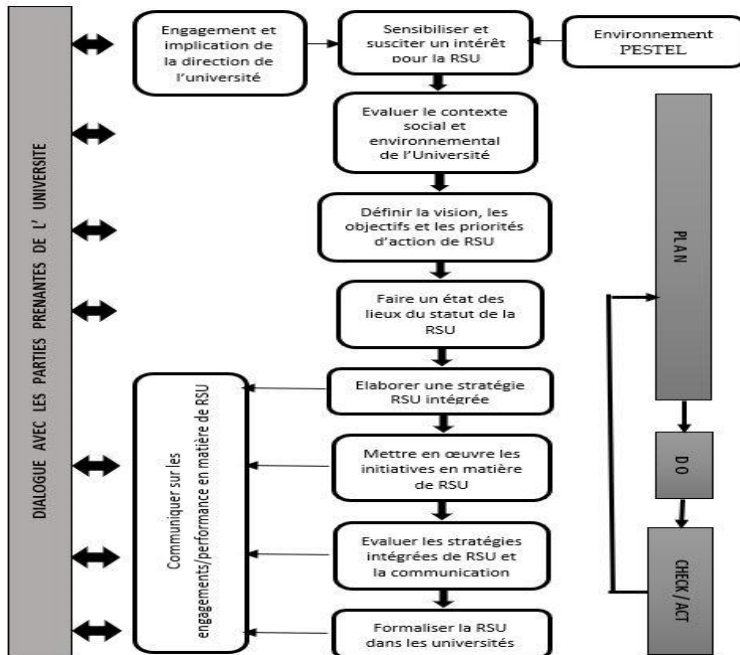 Engagement et
implication de
la direction de
l'université
Sensibiliser et
susciter un intérêt
pour la RSU
Environnement
PESTEL
Evaluer le contexte
social et
environnemental
de l'Université
Définir la vision, les
objectifs et les priorités
d'action de RSU
Faire un état des
lieux du statut de la
RSU
Elaborer une stratégie
RSU intégrée
Mettre en œuvre les
initiatives en matière
de RSU
Evaluer les stratégies
intégrées de RSU et
la communication
Formaliser la RSU
dans les universités
DIALOGUE AVEC LES PARTIES PRENANTES DE L' UNIVERSITE
Communiquer sur les
engagements/performance en matière de RSU
PLAN
DO
CHECK/ACT